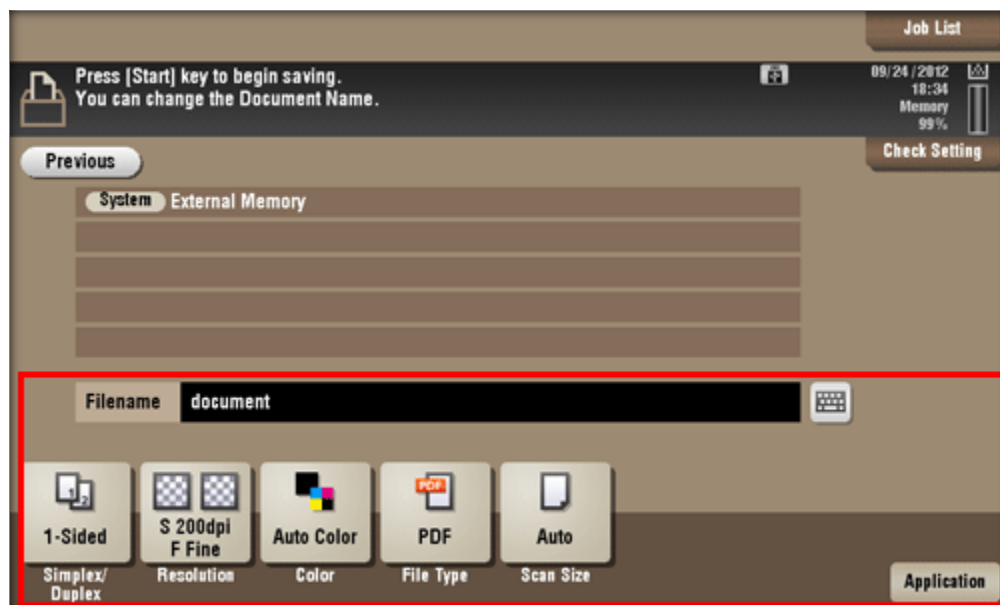 Job List
Press [Start] key to begin saving.
You can change the Document Name.
09/24/2012
18:34
Memory
99%
Previous
Check Setting
System External Memory
Filename document
1 2
PDF
1-Sided
S 200dpi
F Fine
Auto Color
PDF
Auto
Simplex/
Duplex
Resolution
Color
File Type
Scan Size
Application